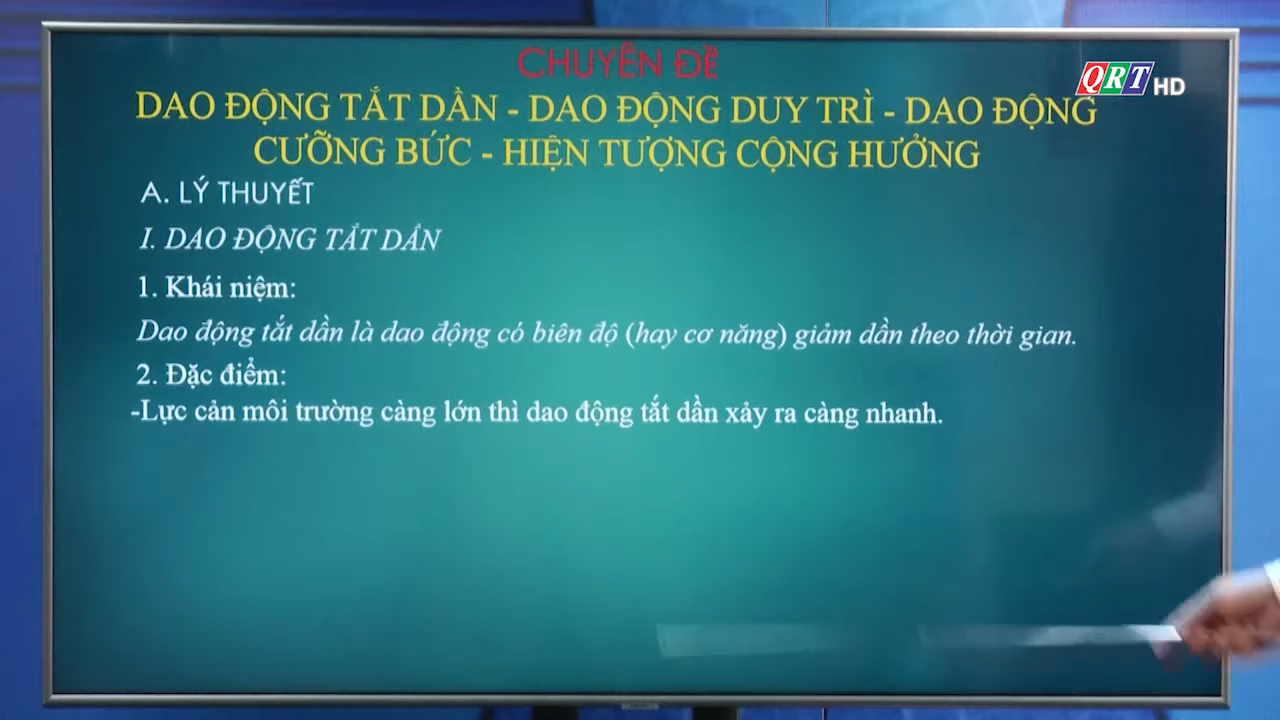 CHUYÊN ĐỀ
QRT HD
DAO ĐỘNG TẮT DẦN - DAO ĐỘNG DUY TRÌ - DAO ĐỘNG
CƯỠNG BỨC - HIỆN TƯỢNG CỘNG HƯỞNG
A. LÝ THUYẾT
I. DAO ĐỘNG TẮT DẦN
1. Khái niệm:
Dao động tắt dần là dao động có biên độ (hay cơ năng) giảm dần theo thời gian.
2. Đặc điểm:
-Lực cản môi trường càng lớn thì dao động tắt dần xảy ra càng nhanh.